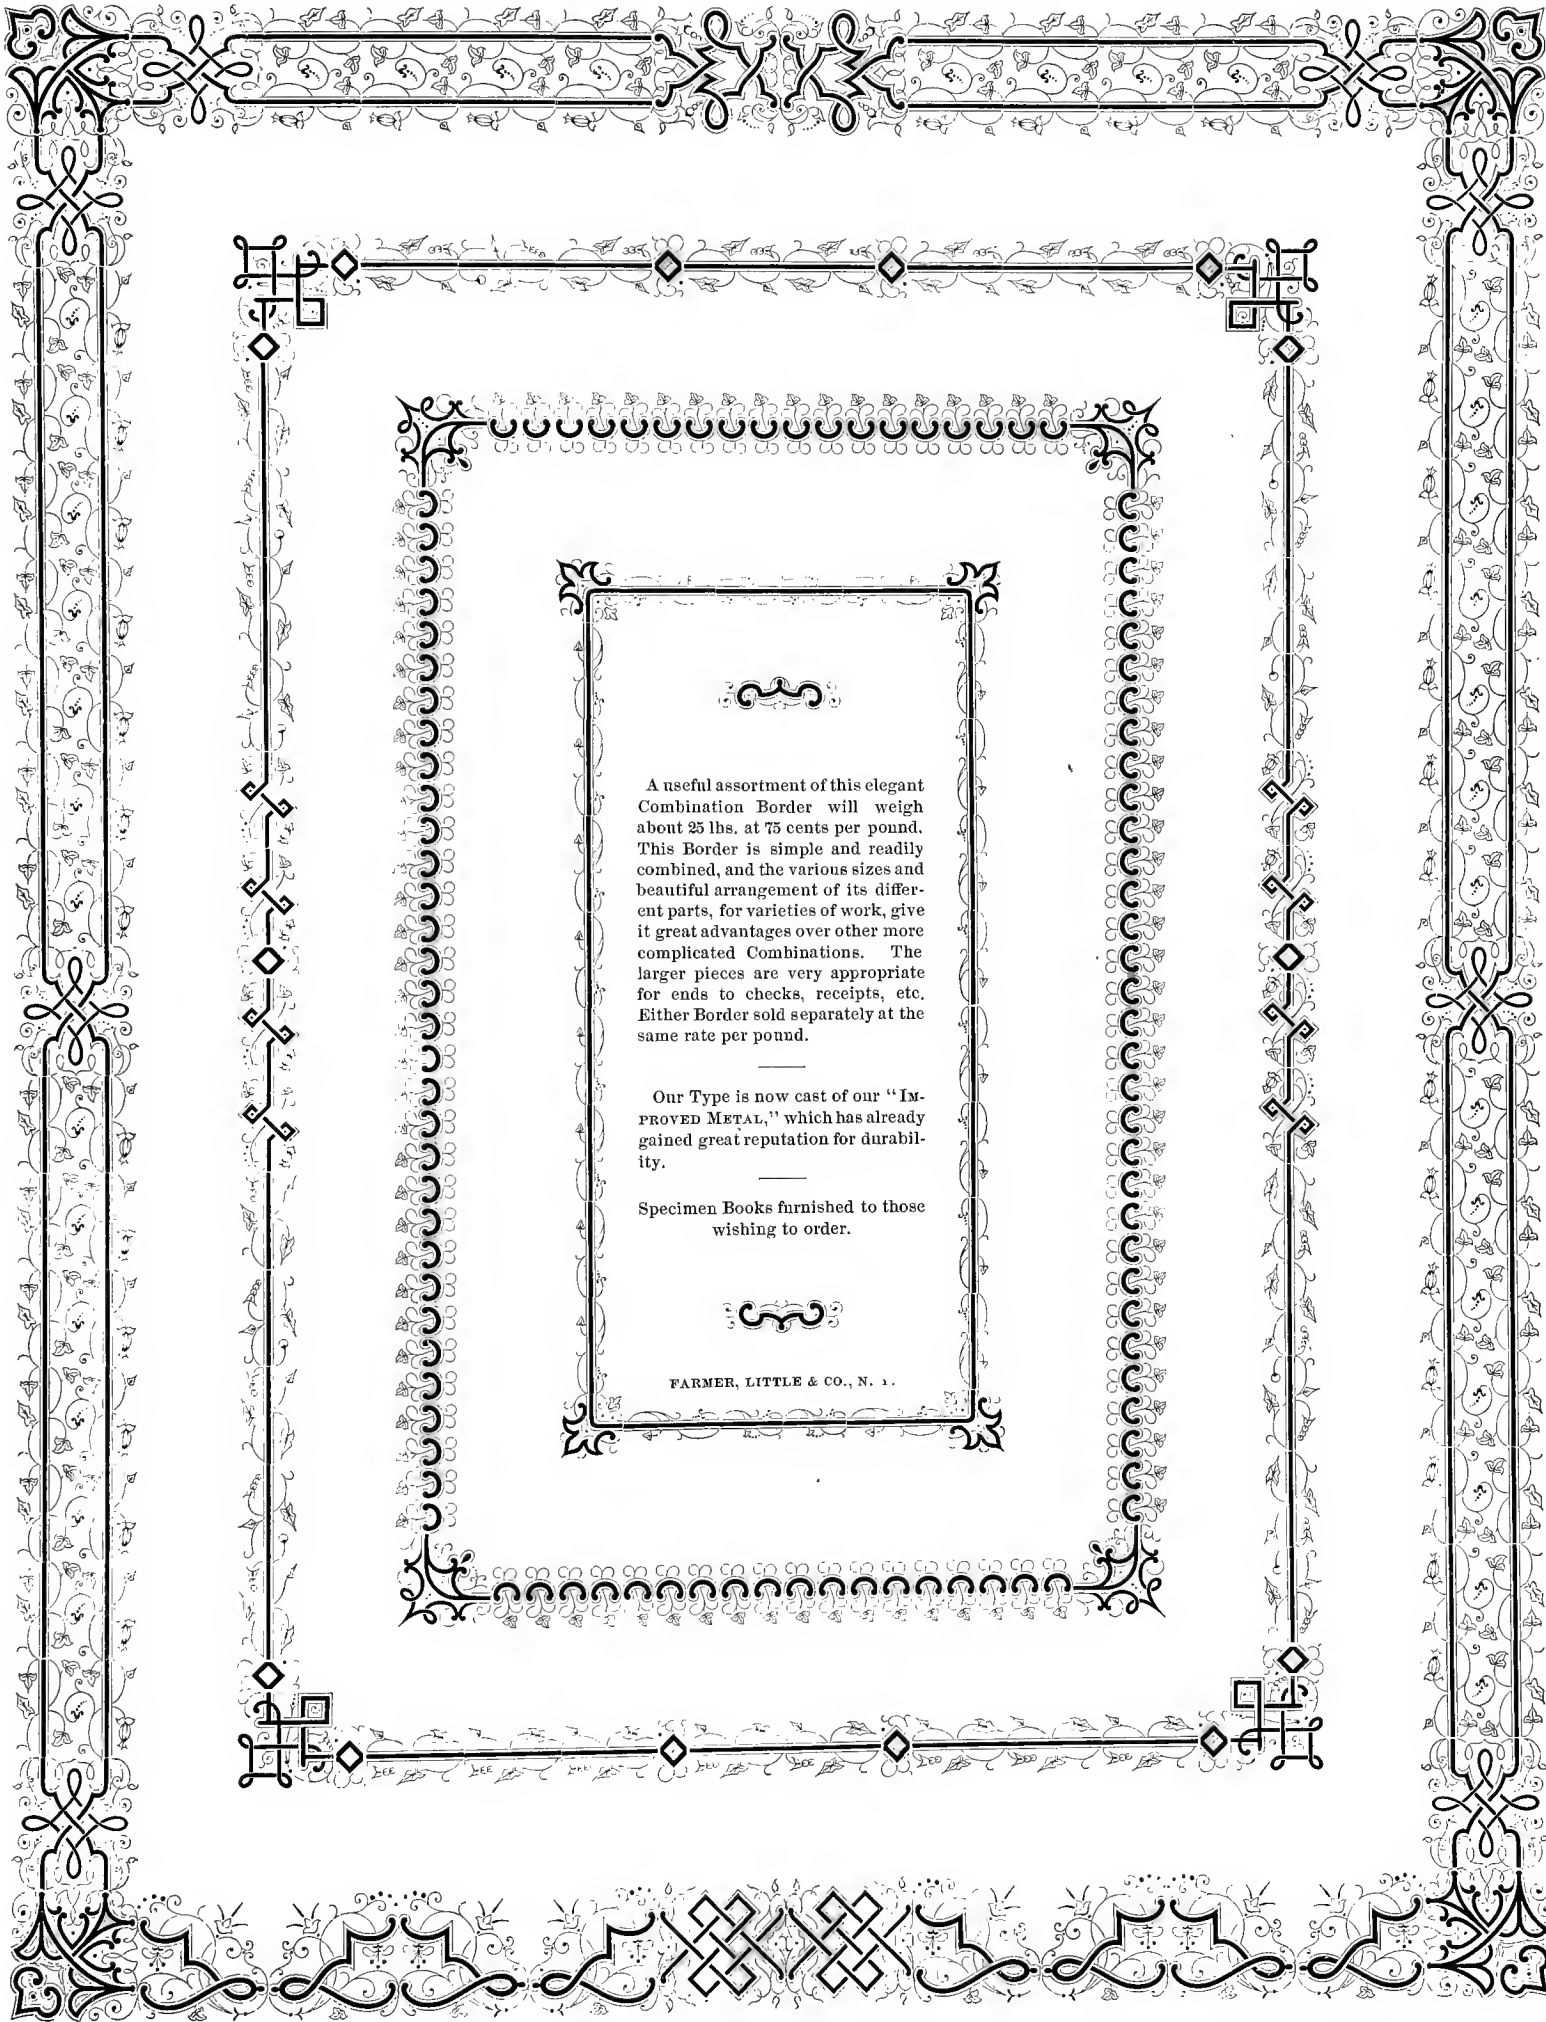 A useful assortment of this elegant
Combination Border will weigh
about 25 lbs. at 75 cents per pound.
This Border is simple and readily
combined, and the various sizes and
beautiful arrangement of its differ-
ent parts, for varieties of work, give
it great advantages over other more
complicated Combinations. The
larger pieces are very appropriate
for ends to checks, receipts, etc.
Either Border sold separately at the
same rate per pound.
Our Type is now cast of our "IM-
PROVED METAL," which has already
gained great reputation for durabil-
ity.
Specimen Books furnished to those
wishing to order.
FARMER, LITTLE & CO., N. Y.